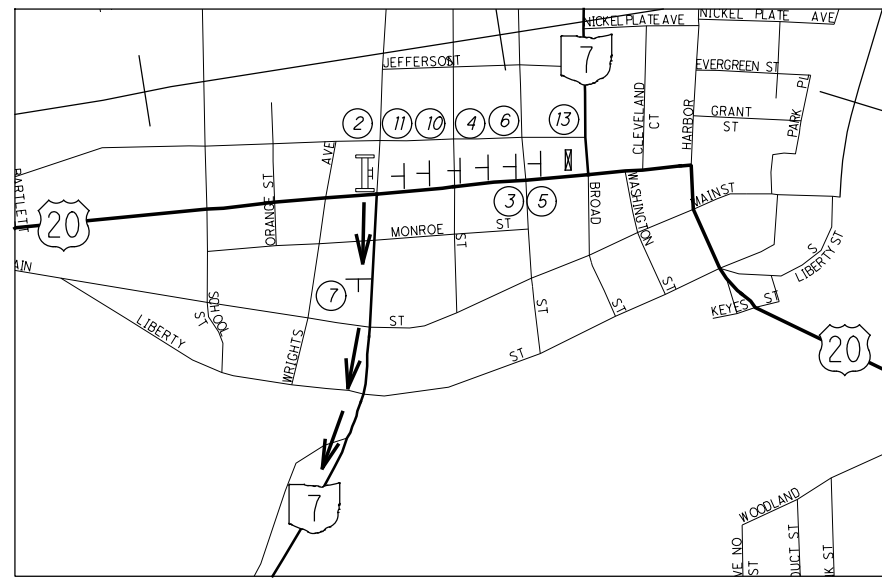 NICKEL PLATE AVE
NICKEL PLATE AVE
7
JEFFERSON
ST
EVERGREEN ST
PL
CLEVELAND
CT
HARBOR
GRANT
ST
PARK
2
11
10
4
6
13
AVE
BARTLETT
ORANGE ST
20
3
5
BROAD
WASHINGTON
MAIN ST
MONROE
ST
ST
AIN
7
SCHOOL
ST
LIBERTY
WRIGHTS
ST
ST
ST
ST
ST
S
LIBERTY ST
KEYES ST
20
7
WOODLAND
VE NO
ST
DUCT ST
K ST